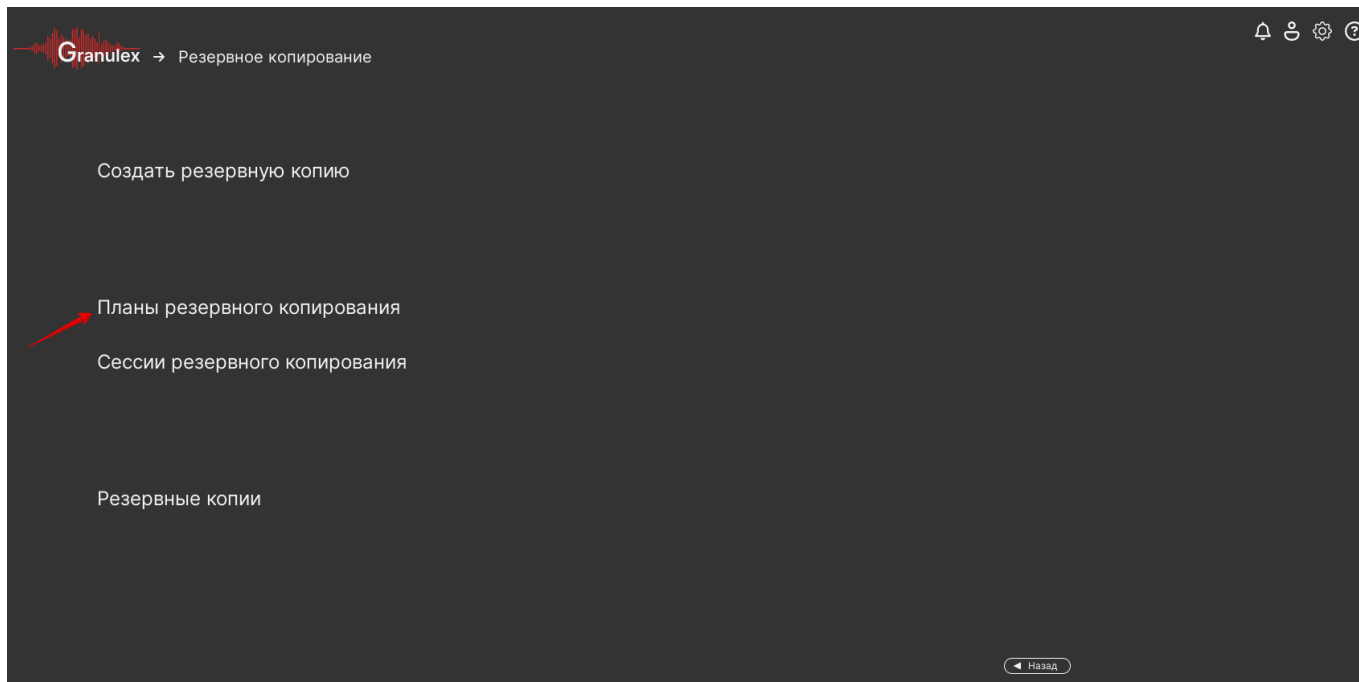 Granulex → Резервное копирование
Создать резервную копию
Планы резервного копирования
Сессии резервного копирования
Резервные копии
Назад